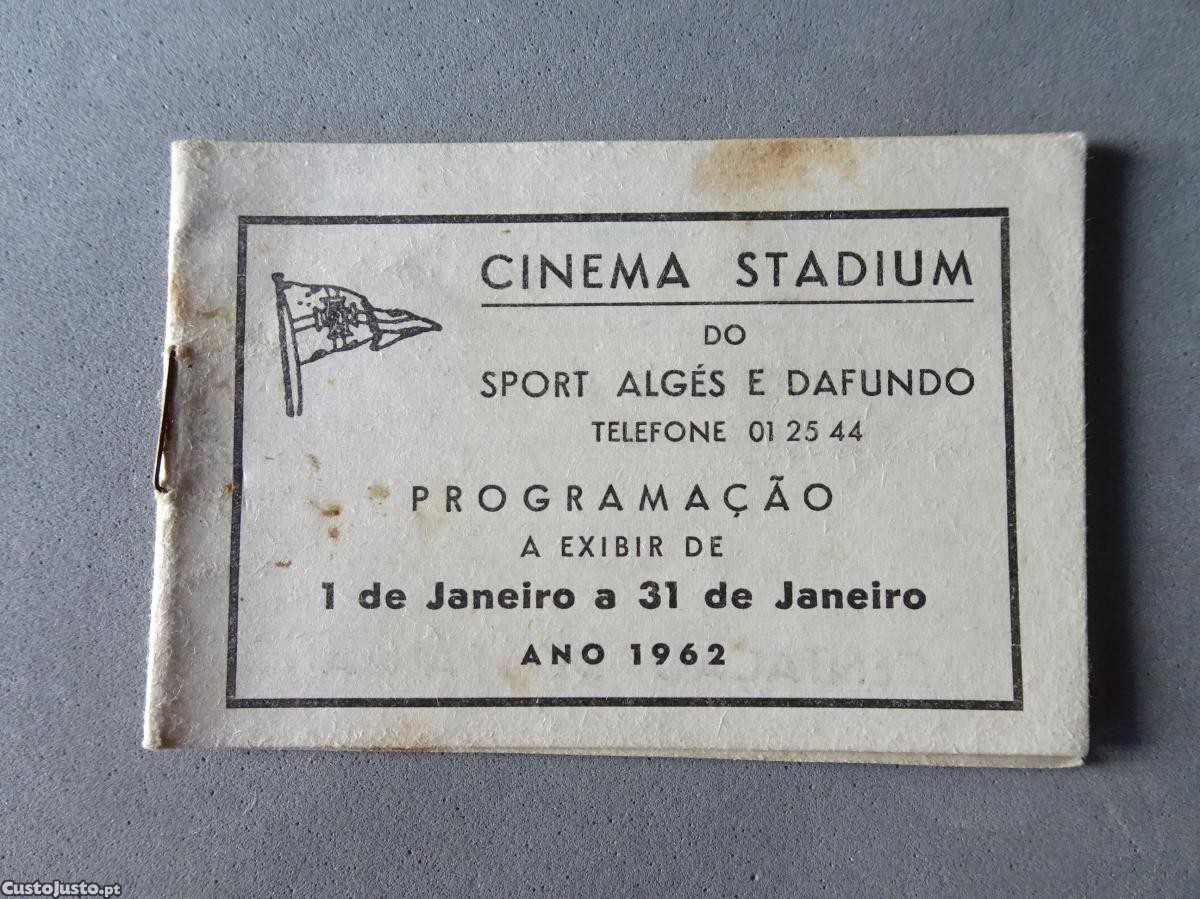 CINEMA STADIUM
DO
SPORT ALGÉS E DAFUNDO
TELEFONE 01 25 44
PROGRAMAÇÃO
A EXIBIR DE
1 de Janeiro a 31 de Janeiro
ANO 1962
CustoJusto.pt